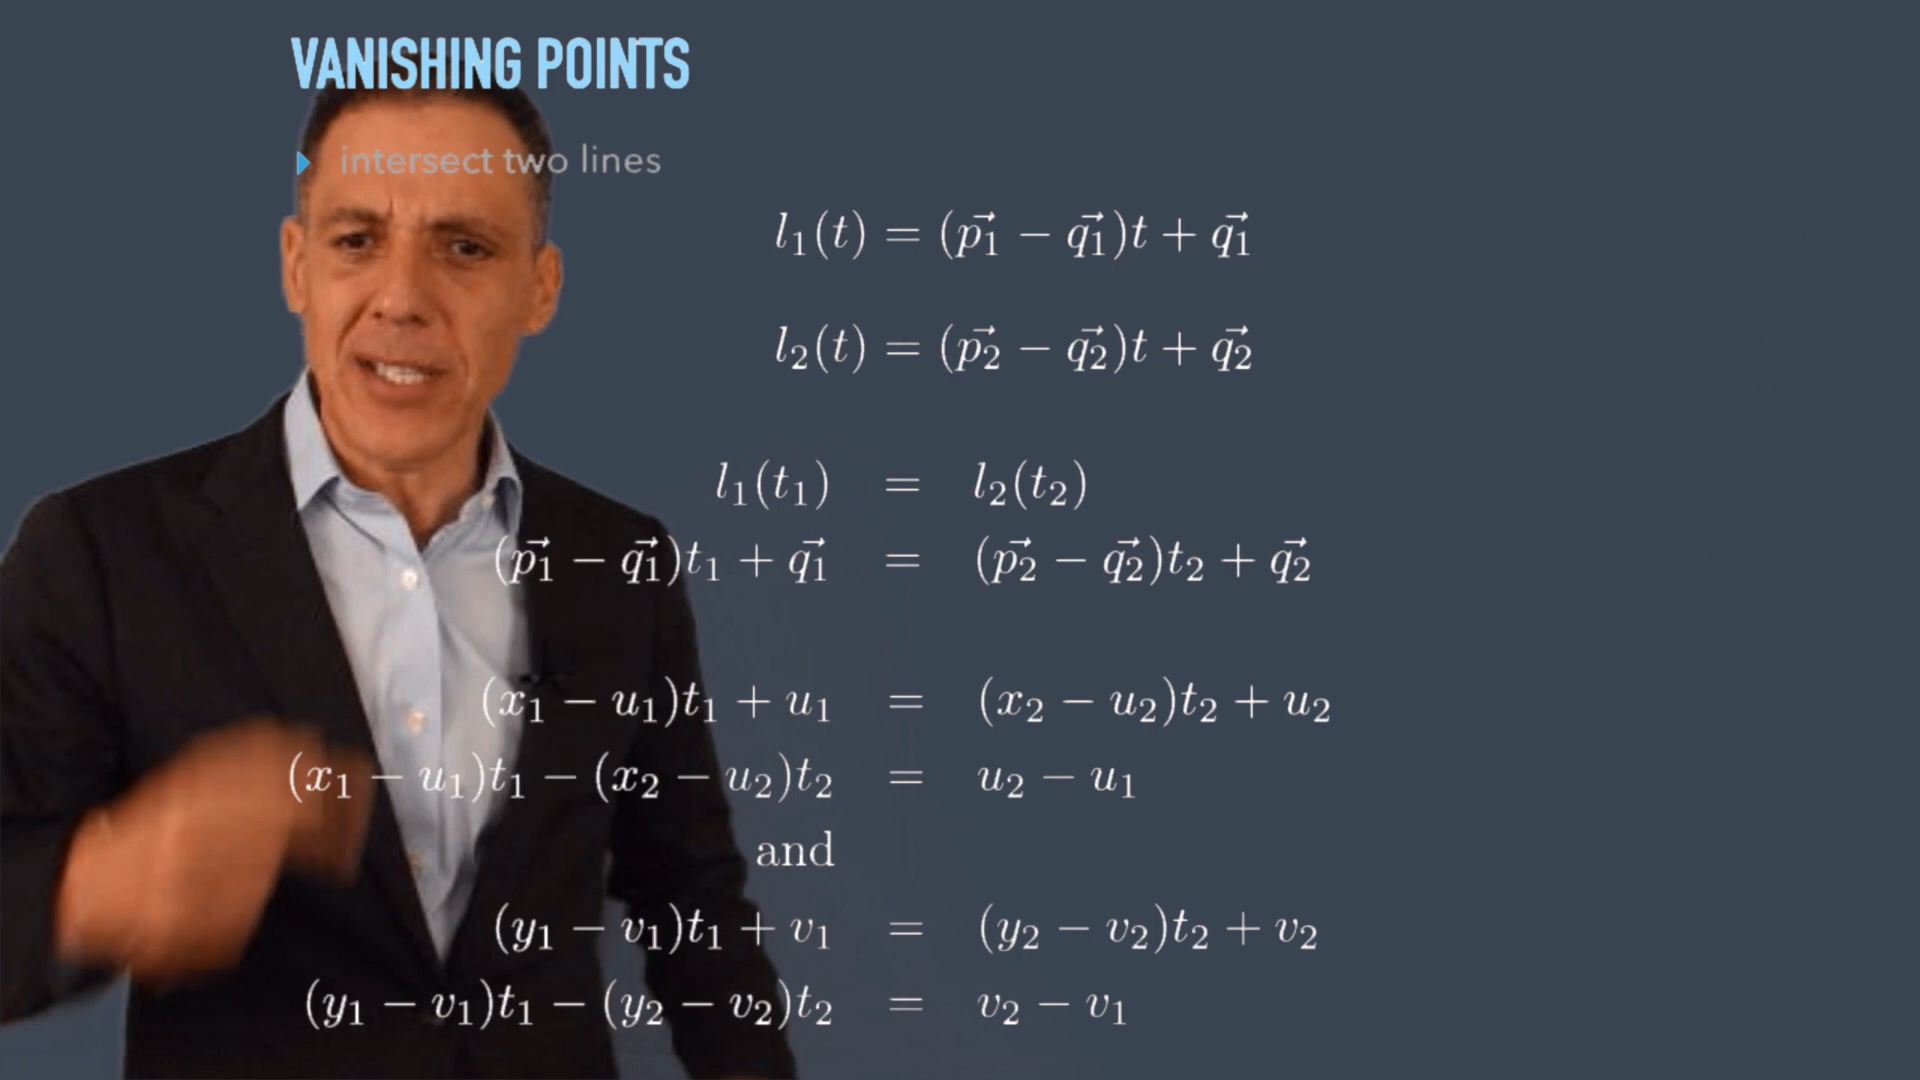 VANISHING POINTS
intersect two lines
l₁(t) = (p⃗₁ − q⃗₁)t + q⃗₁
l₂(t) = (p⃗₂ − q⃗₂)t + q⃗₂
l₁(t₁) = l₂(t₂)
(p⃗₁ − q⃗₁)t₁ + q⃗₁ = (p⃗₂ − q⃗₂)t₂ + q⃗₂
(x₁ − u₁)t₁ + u₁ = (x₂ − u₂)t₂ + u₂
(x₁ − u₁)t₁ − (x₂ − u₂)t₂ = u₂ − u₁
and
(y₁ − v₁)t₁ + v₁ = (y₂ − v₂)t₂ + v₂
(y₁ − v₁)t₁ − (y₂ − v₂)t₂ = v₂ − v₁